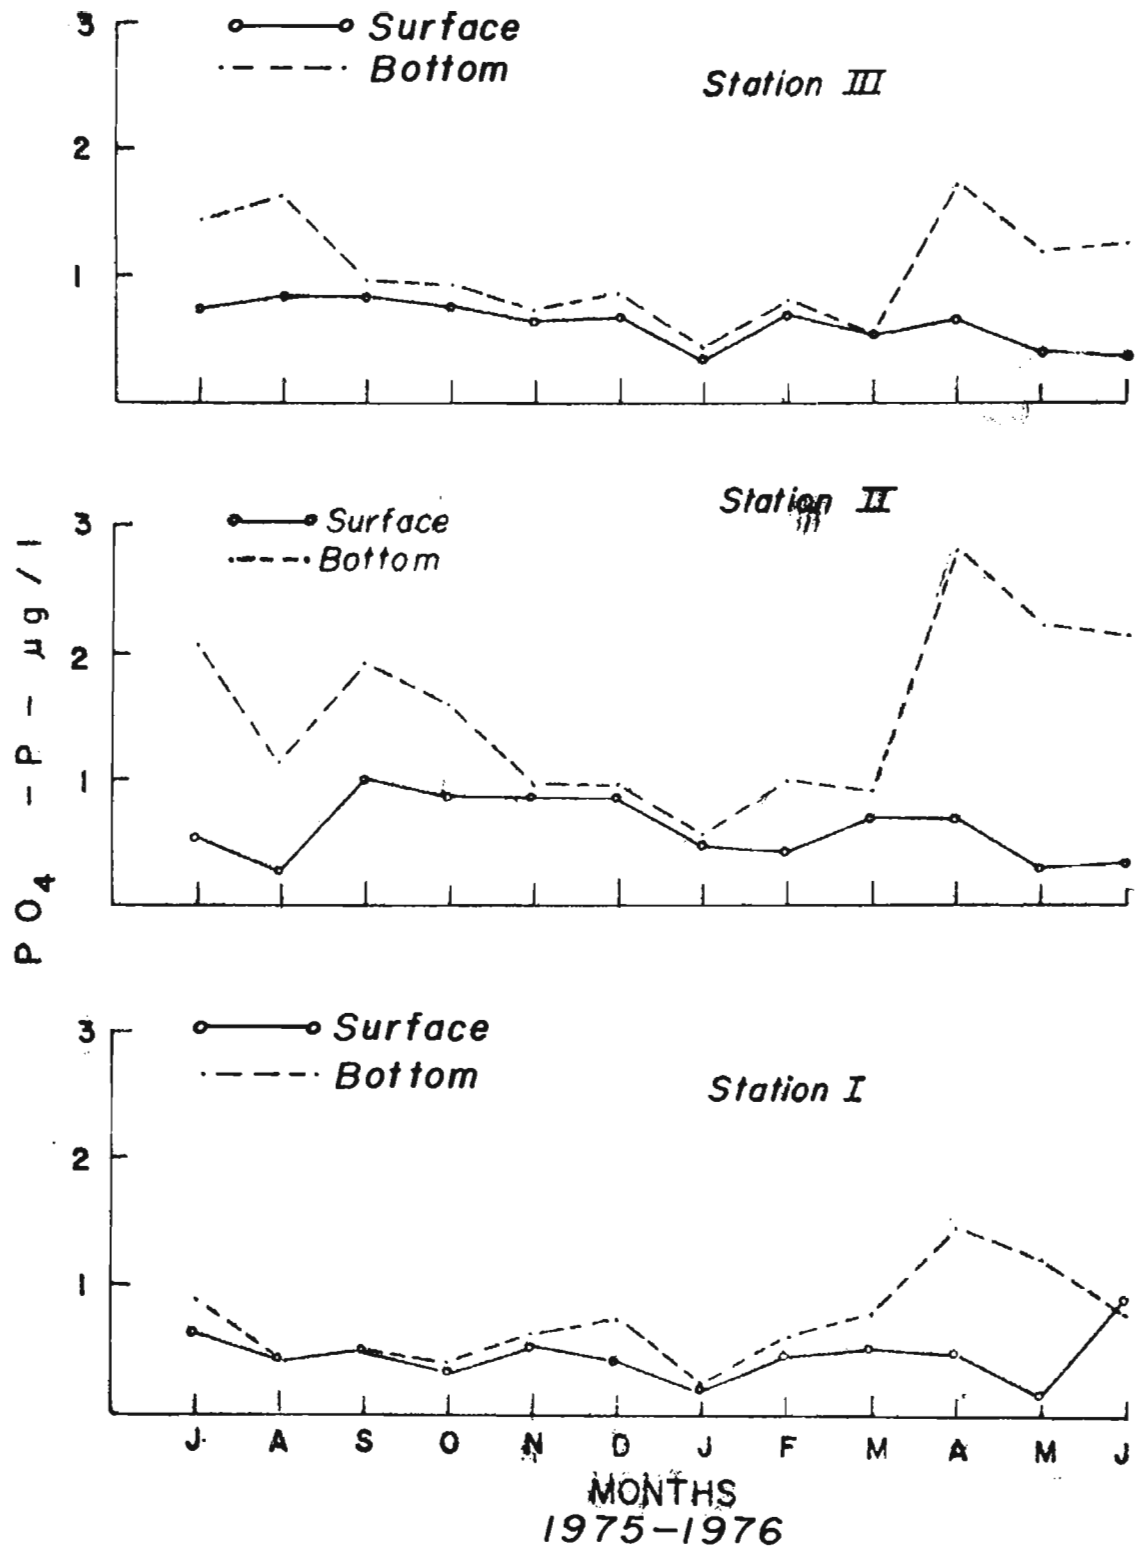 3
Surface
Bottom
Station III
2
1
Station II
3
Surface
Bottom
2
1
PO4 - P - µg / l
3
Surface
Bottom
Station I
2
1
J A S O N D J F M A M J
MONTHS
1975-1976